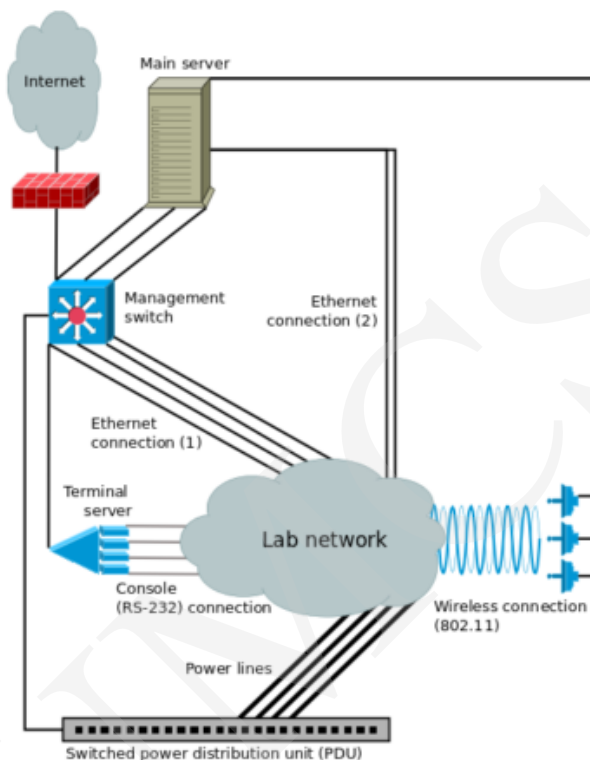 Main server
Internet
Management
switch
Ethernet
connection (2)
Ethernet
connection (1)
Terminal
server
Lab network
Console
(RS-232) connection
Wireless connection
(802.11)
Power lines
Switched power distribution unit (PDU)